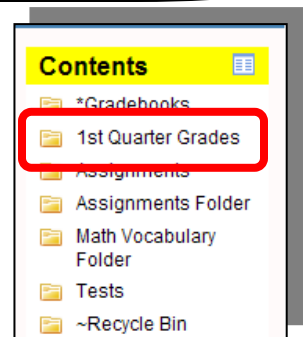 Contents
*Gradebooks
1st Quarter Grades
Assignments
Assignments Folder
Math Vocabulary
Folder
Tests
~Recycle Bin